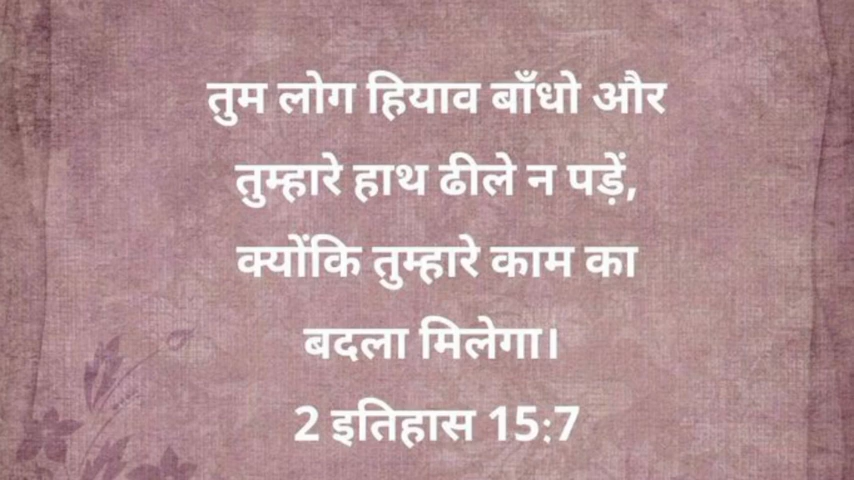 तुम लोग हियाव बाँधो और
तुम्हारे हाथ ढीले न पड़ें,
क्योंकि तुम्हारे काम का
बदला मिलेगा।
2 इतिहास 15:7